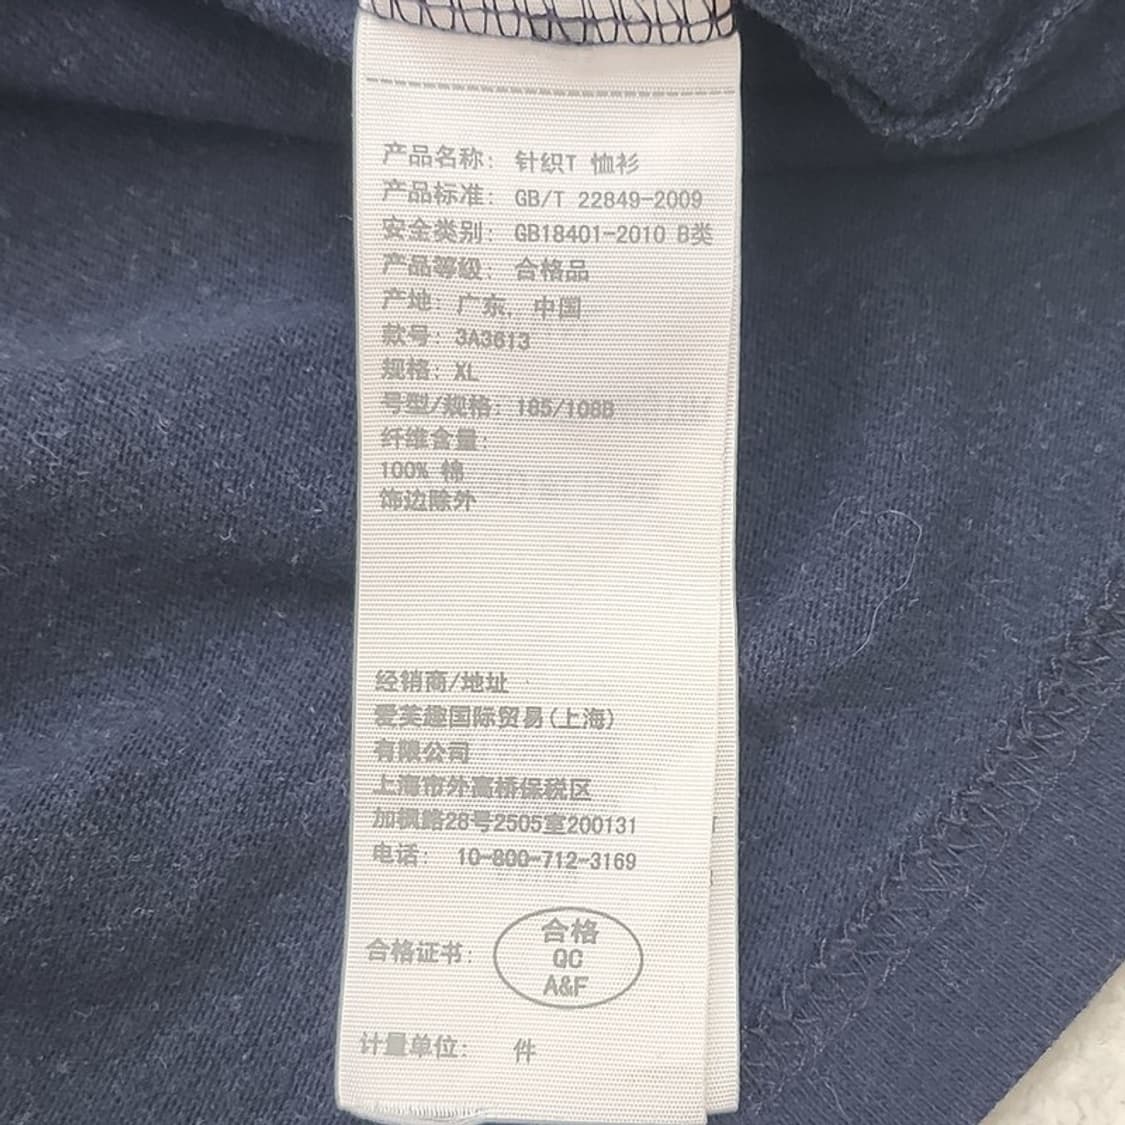 产品名称: 针织T 恤衫
产品标准: GB/T 22849-2009
安全类别: GB18401-2010 B类
产品等级: 合格品
产地: 广东, 中国
款号: 3A3613
规格: XL
号型/规格: 185/108B
纤维含量:
100% 棉
饰边除外
经销商/地址
爱芙趣国际贸易(上海)
有限公司
上海市外高桥保税区
加枫路28号2505室200131
电话: 10-800-712-3169
合格证书:
合格
QC
A&F
计量单位: 件